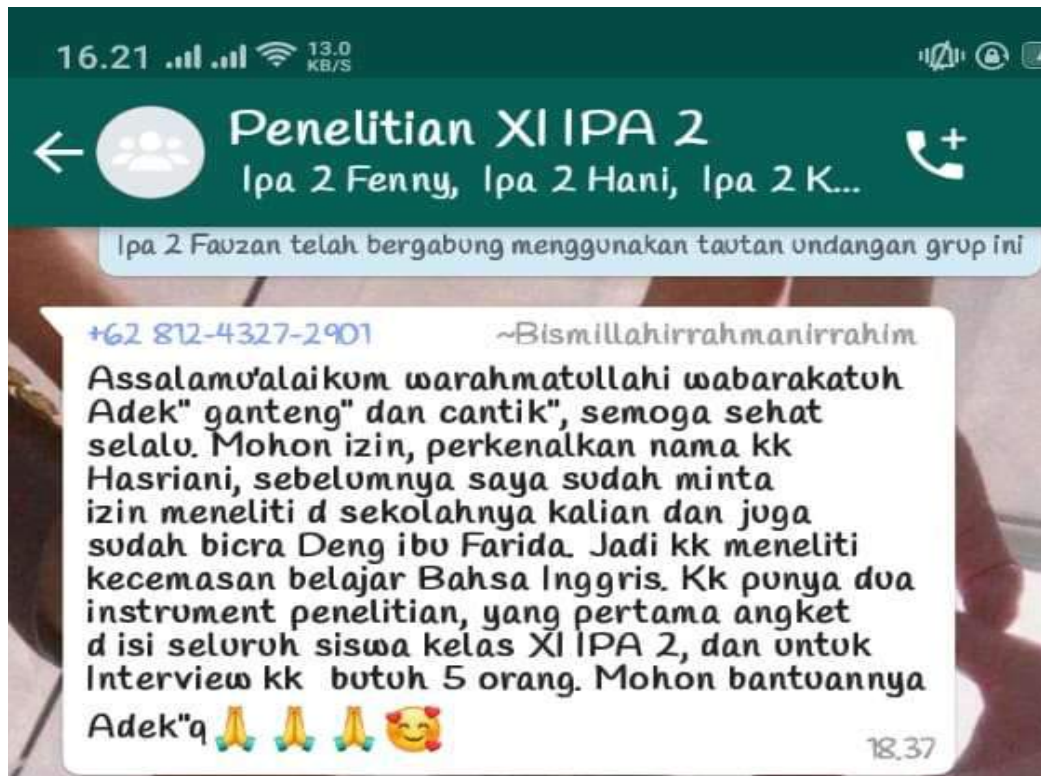 16.21 13.0
KB/S
Penelitian XI IPA 2
Ipa 2 Fenny, Ipa 2 Hani, Ipa 2 K...
Ipa 2 Fauzan telah bergabung menggunakan tautan undangan grup ini
+62 812-4327-2901 ~Bismillahirrahmanirrahim
Assalamu'alaikum warahmatullahi wabarakatuh
Adek" ganteng" dan cantik", semoga sehat
selalu. Mohon izin, perkenalkan nama kk
Hasriani, sebelumnya saya sudah minta
izin meneliti d sekolahnya kalian dan juga
sudah bicra Deng ibu Farida. Jadi kk meneliti
kecemasan belajar Bahsa Inggris. Kk punya dua
instrument penelitian, yang pertama angket
d isi seluruh siswa kelas XI IPA 2, dan untuk
Interview kk butuh 5 orang. Mohon bantuannya
Adek"q 🙏 🙏 🙏 🥰
18.37